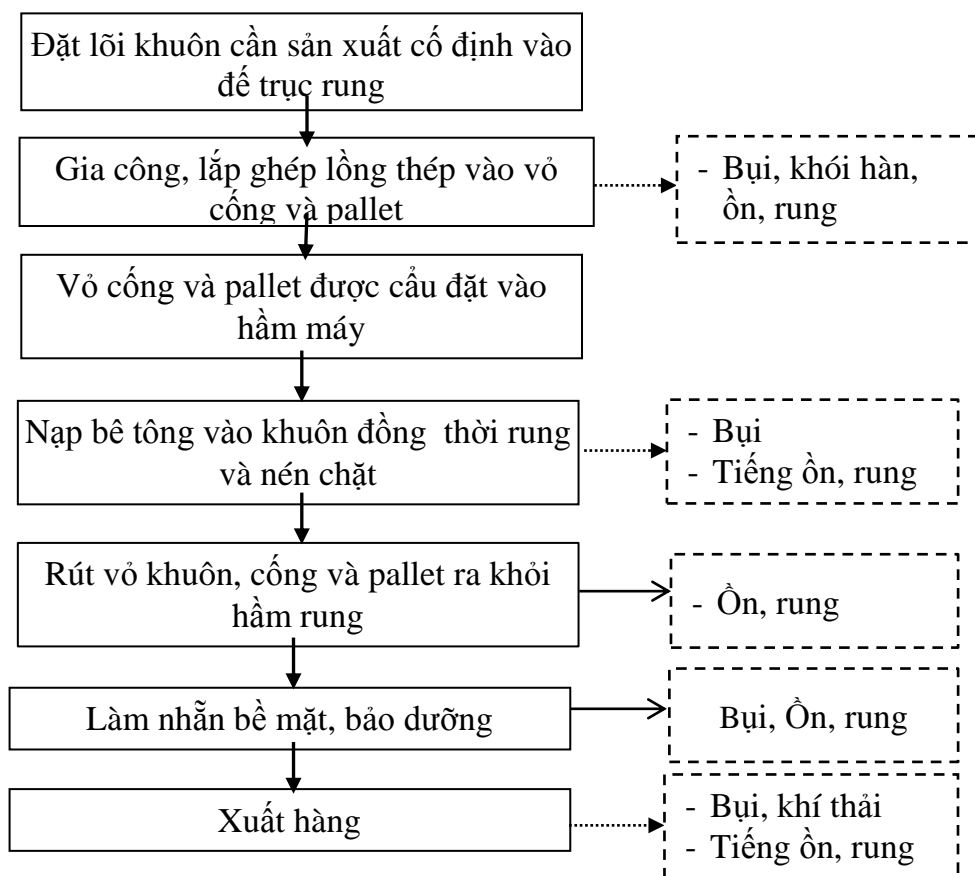 Đặt lõi khuôn cần sản xuất cố định vào
đế trục rung
Gia công, lắp ghép lồng thép vào vỏ
cống và pallet
- Bụi, khói hàn,
ồn, rung
Vỏ cống và pallet được cẩu đặt vào
hầm máy
Nạp bê tông vào khuôn đồng thời rung
và nén chặt
- Bụi
- Tiếng ồn, rung
Rút vỏ khuôn, cống và pallet ra khỏi
hầm rung
- Ồn, rung
Làm nhẵn bề mặt, bảo dưỡng
Bụi, Ồn, rung
Xuất hàng
- Bụi, khí thải
- Tiếng ồn, rung